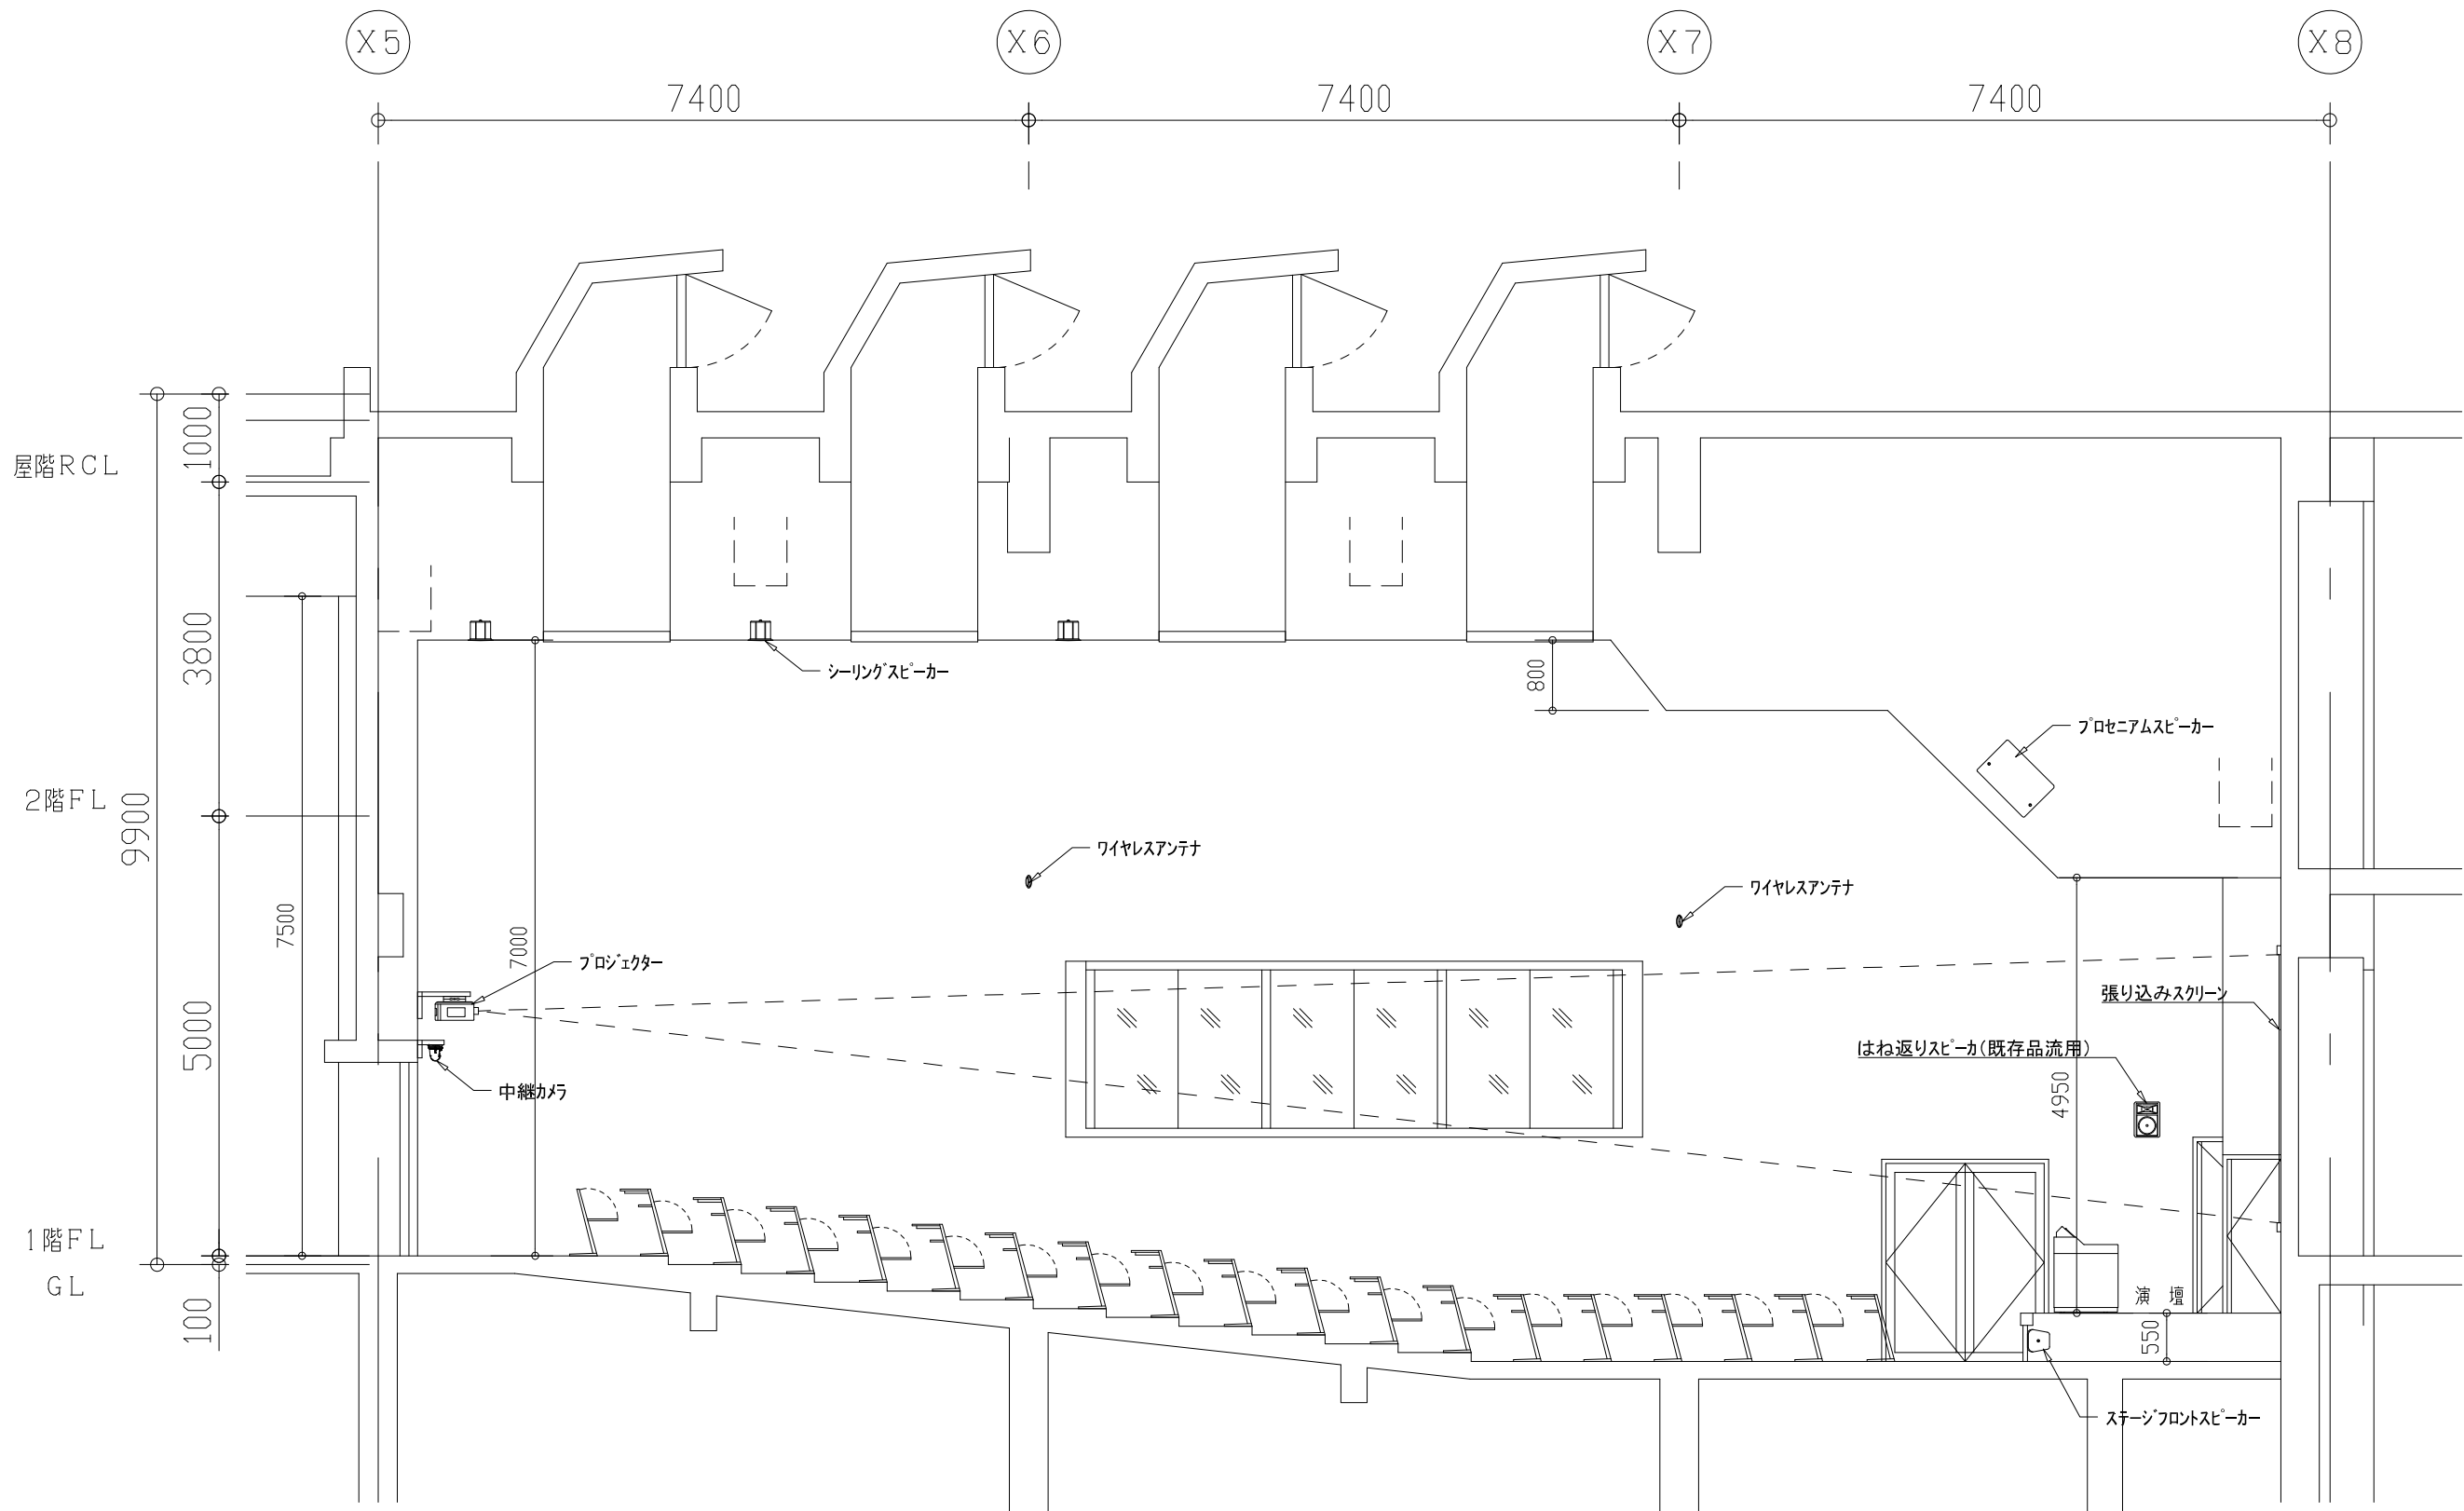 X5
X6
X7
X8
7400
7400
7400
1000
屋階RCL
3800
シーリングスピーカー
800
プロセニアムスピーカー
2階FL
9900
ワイヤレスアンテナ
ワイヤレスアンテナ
7500
7000
プロジェクター
張り込みスクリーン
5000
はね返りスピーカ(既存品流用)
中継カメラ
4950
1階FL
GL
演 壇
100
550
ステージフロントスピーカー